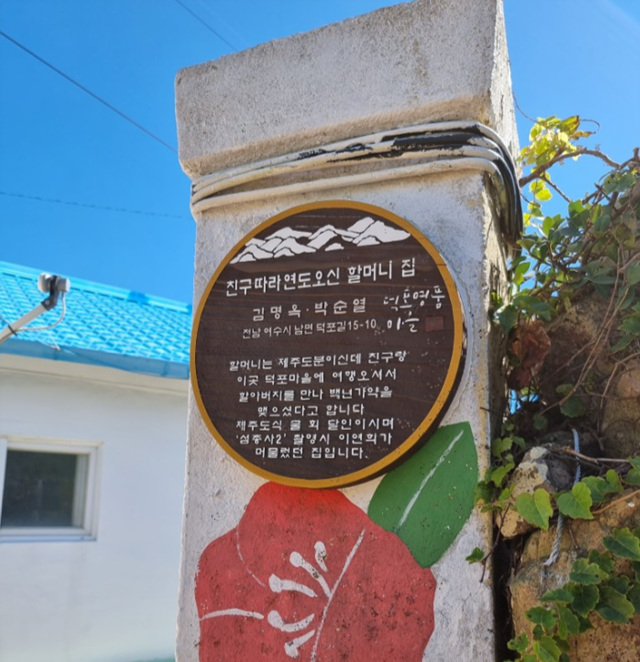 친구따라연도오신 할머니 집
김명옥·박순열
덕포명품
마을
전남 여수시 남면 덕포길15-10
할머니는 제주도분이신데 친구랑
이곳 덕포마을에 여행오셔서
할아버지를 만나 백년가약을
맺으셨다고 합니다
제주도식 물 회 달인이시며
'섬총사2' 촬영시 이연희가
머물렀던 집입니다.